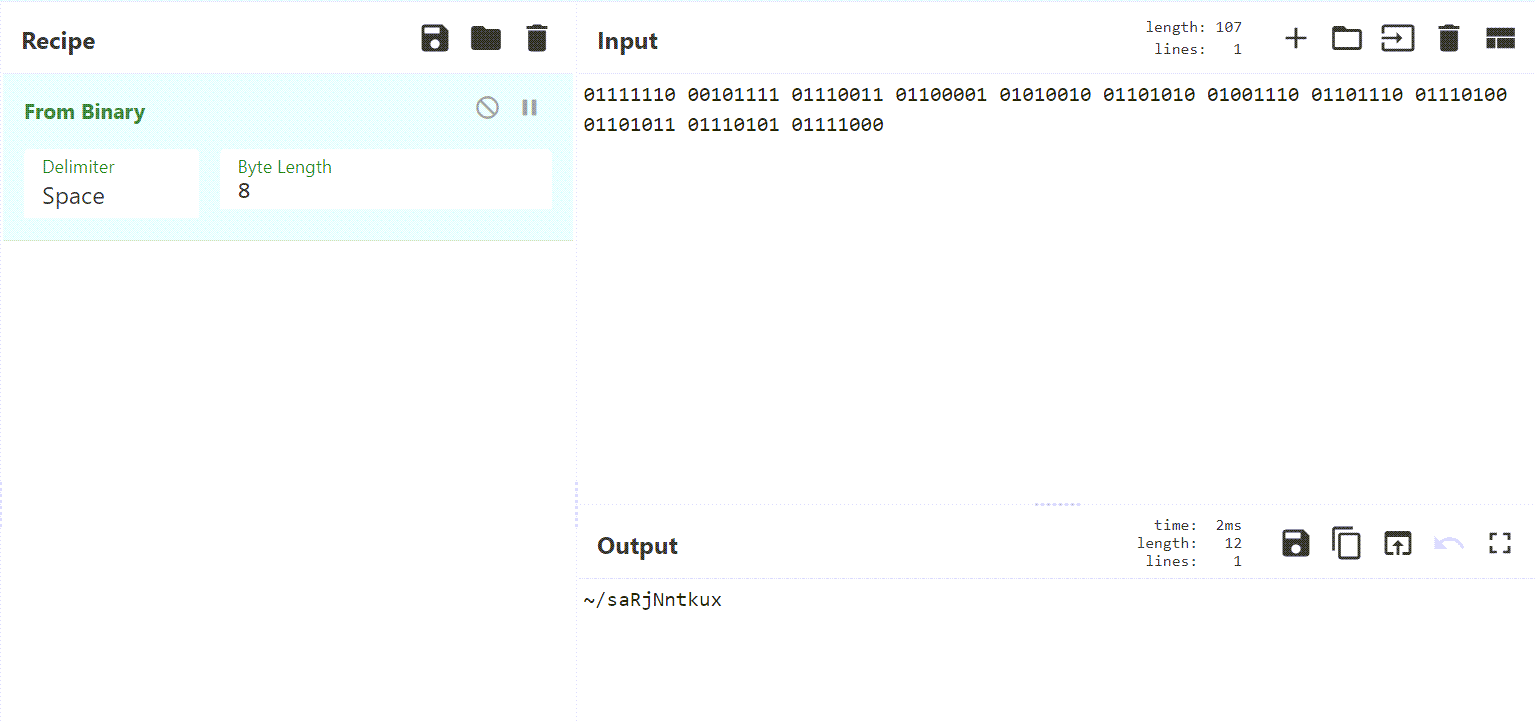 Recipe
From Binary
Delimiter
Space
Byte Length
8
Input
length: 107
lines: 1
01111110 00101111 01110011 01100001 01010010 01101010 01001110 01101110 01110100
01101011 01110101 01111000
Output
time: 2ms
length: 12
lines: 1
~/saRjNntkux